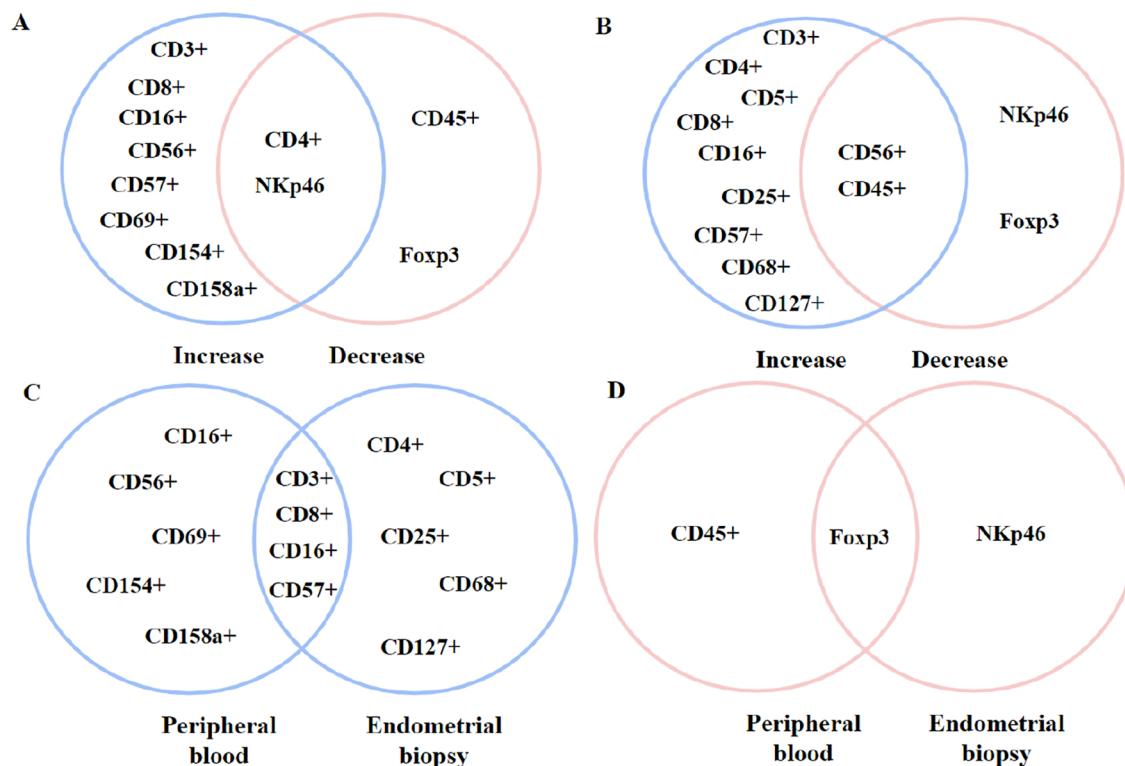 A
CD3+
CD8+
CD16+
CD56+
CD57+
CD69+
CD154+
CD158a+
CD4+
NKp46
CD45+
Foxp3
Increase
Decrease
B
CD3+
CD4+
CD5+
CD8+
CD16+
CD25+
CD57+
CD68+
CD127+
CD56+
CD45+
NKp46
Foxp3
Increase
Decrease
C
CD16+
CD56+
CD69+
CD154+
CD158a+
CD3+
CD8+
CD16+
CD57+
CD4+
CD5+
CD25+
CD68+
CD127+
Peripheral
blood
Endometrial
biopsy
D
CD45+
Foxp3
NKp46
Peripheral
blood
Endometrial
biopsy